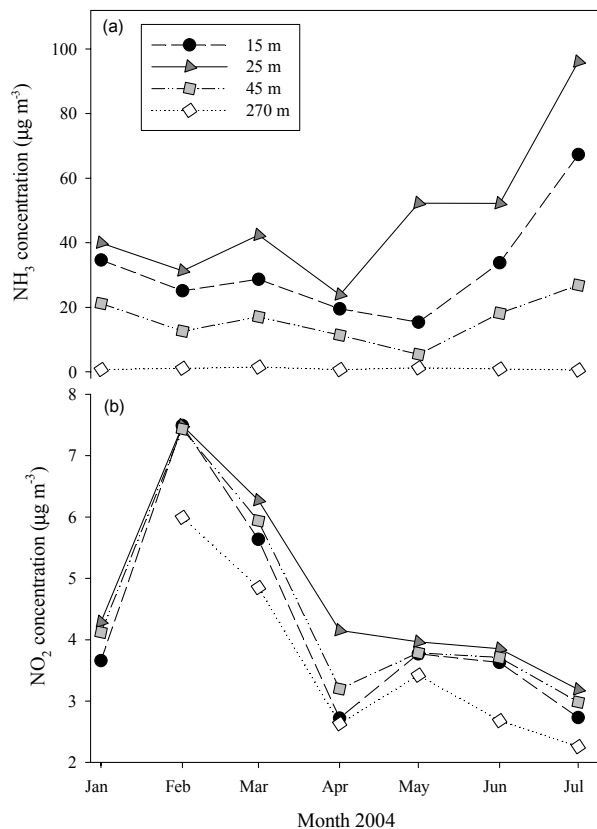 (a)
15 m
25 m
45 m
270 m
120
100
80
60
40
20
0
NH₃ concentration (µg m⁻³)
(b)
8
7
6
5
4
3
2
NO₂ concentration (µg m⁻³)
Jan Feb Mar Apr May Jun Jul
Month 2004